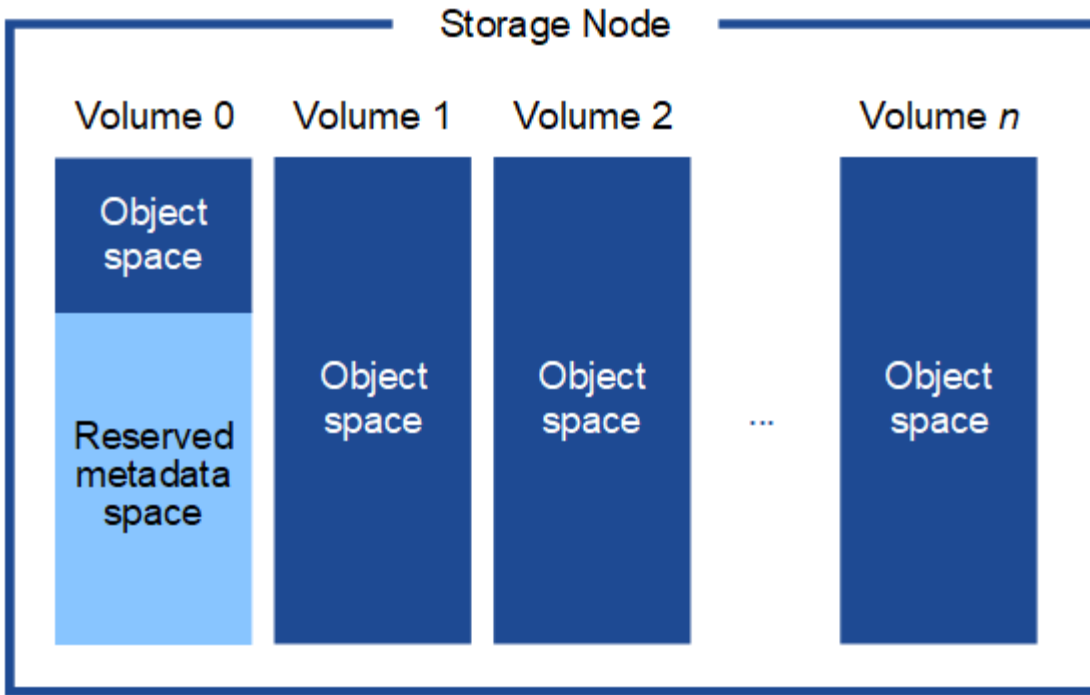 Storage Node
Volume 0
Volume 1
Volume 2
Volume n
Object
space
Reserved
metadata
space
Object
space
Object
space
...
Object
space